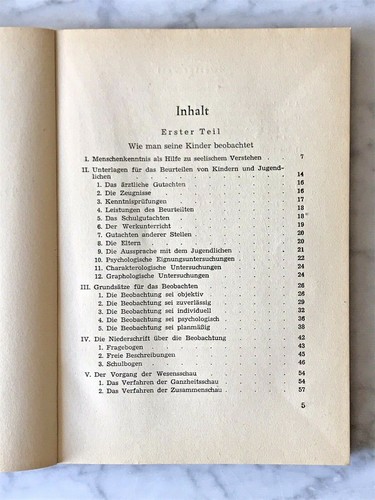 Inhalt
Erster Teil
Wie man seine Kinder beobachtet
I. Menschenkenntnis als Hilfe zu seelischem Verstehen . 7
II. Unterlagen für das Beurteilen von Kindern und Jugend-
lichen . . . . . . . . . . . . 14
1. Das ärztliche Gutachten . . . . . . . 16
2. Die Zeugnisse . . . . . . . . . 16
3. Kenntnisprüfungen . . . . . . . . 17
4. Leistungen des Beurteilten . . . . . . 18
5. Das Schulgutachten . . . . . . . . 18
6. Der Werkunterricht . . . . . . . . 19
7. Gutachten anderer Stellen . . . . . . 20
8. Die Eltern . . . . . . . . . . 20
9. Die Aussprache mit dem Jugendlichen . . . 21
10. Psychologische Eignungsuntersuchungen . . . 22
11. Charakterologische Untersuchungen . . . . 24
12. Graphologische Untersuchungen . . . . . 24
III. Grundsätze für das Beobachten . . . . . . 26
1. Die Beobachtung sei objektiv . . . . . 26
2. Die Beobachtung sei zuverlässig . . . . . 29
3. Die Beobachtung sei individuell . . . . . 32
4. Die Beobachtung sei psychologisch . . . . 36
5. Die Beobachtung sei planmäßig . . . . . 38
IV. Die Niederschrift über die Beobachtung . . . . 42
1. Fragebogen . . . . . . . . . . 43
2. Freie Beschreibungen . . . . . . . 45
3. Schulbogen . . . . . . . . . . 46
V. Der Vorgang der Wesensschau . . . . . . 54
1. Das Verfahren der Ganzheitsschau . . . . 54
2. Das Verfahren der Zusammenschau . . . . 57
5